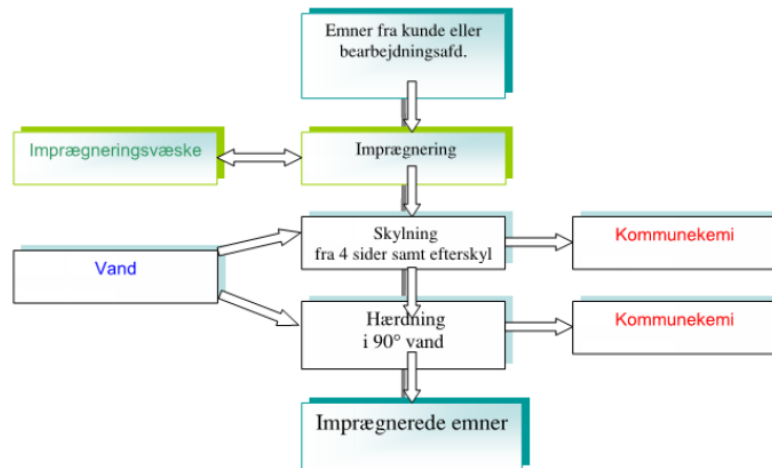 Emner fra kunde eller
bearbejdningsafd.
Imprægneringsvæske
Imprægnering
Skylning
fra 4 sider samt efterskyl
Kommunekemi
Vand
Hærdning
i 90° vand
Kommunekemi
Imprægnerede emner